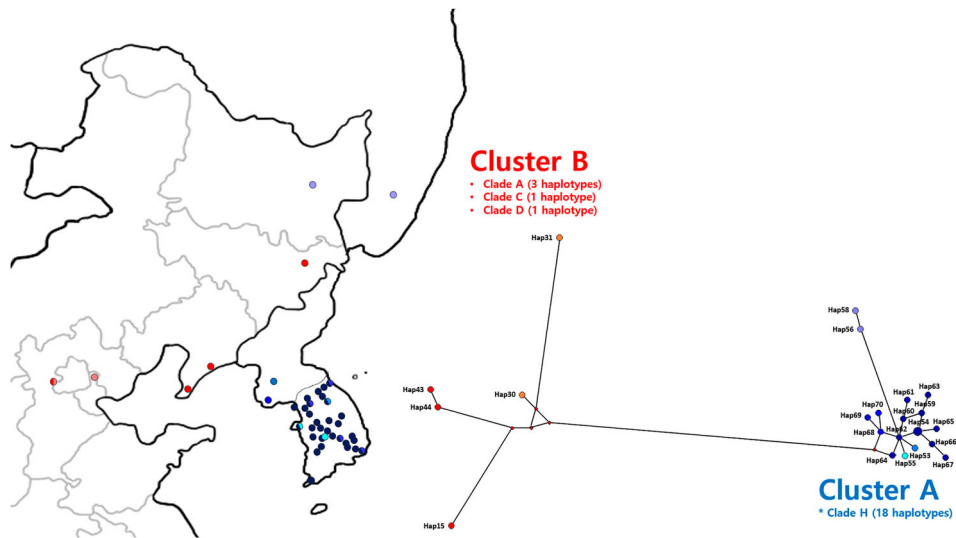 Cluster B
• Clade A (3 haplotypes)
• Clade C (1 haplotype)
• Clade D (1 haplotype)
Hap31
Hap58
Hap56
Hap43
Hap44
Hap30
Hap61
Hap63
Hap70
Hap59
Hap69
Hap60
Hap54
Hap68
Hap62
Hap65
Hap66
Hap53
Hap64
Hap55
Hap67
Hap15
Cluster A
* Clade H (18 haplotypes)